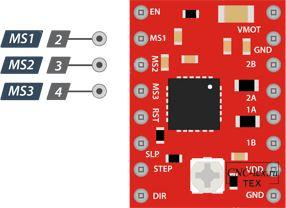 MS1 2
MS2 3
MS3 4
EN
MS1
MS2
MS3
RST
SLP
STEP
DIR
VMOT
GND
2B
2A
1A
1B
VDD
GND